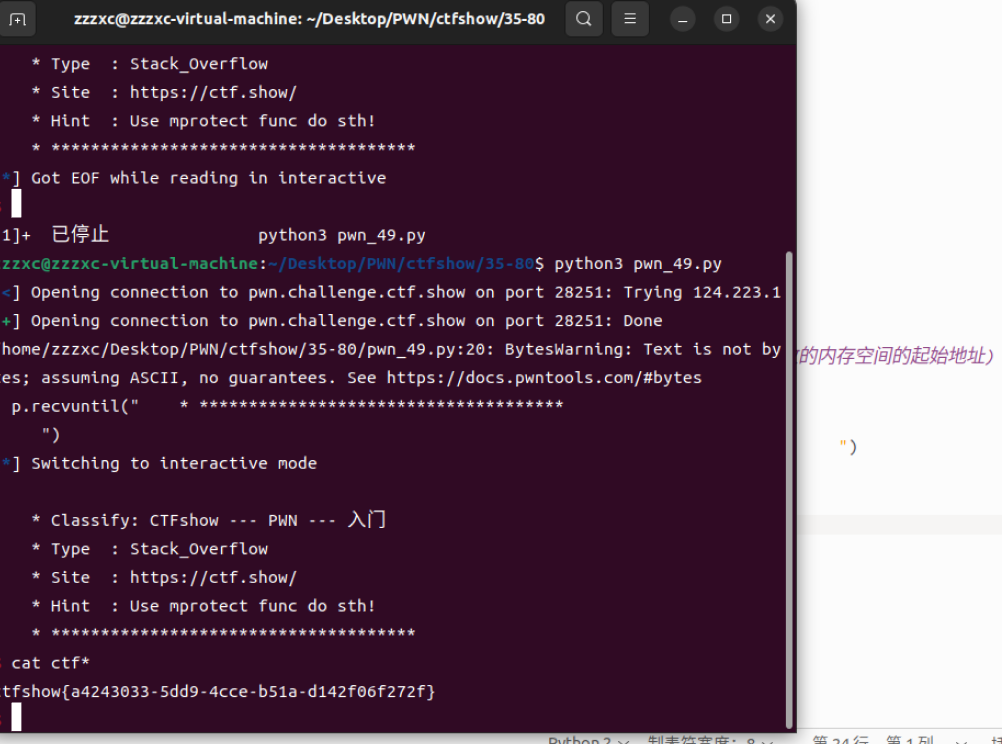 zzzxc@zzzxc-virtual-machine: ~/Desktop/PWN/ctfshow/35-80
* Type  : Stack_Overflow
* Site  : https://ctf.show/
* Hint  : Use mprotect func do sth!
* *************************************
*] Got EOF while reading in interactive
1]+  已停止               python3 pwn_49.py
zzxc@zzzxc-virtual-machine:~/Desktop/PWN/ctfshow/35-80$ python3 pwn_49.py
<] Opening connection to pwn.challenge.ctf.show on port 28251: Trying 124.223.1
+] Opening connection to pwn.challenge.ctf.show on port 28251: Done
home/zzzxc/Desktop/PWN/ctfshow/35-80/pwn_49.py:20: BytesWarning: Text is not by
es; assuming ASCII, no guarantees. See https://docs.pwntools.com/#bytes
的内存空间的起始地址)
p.recvuntil("    * *************************************
")
")
*] Switching to interactive mode
* Classify: CTFshow --- PWN --- 入门
* Type  : Stack_Overflow
* Site  : https://ctf.show/
* Hint  : Use mprotect func do sth!
* *************************************
cat ctf*
tfshow{a4243033-5dd9-4cce-b51a-d142f06f272f}
Python 2 制表符宽度：8 第 24 行，第 1 列